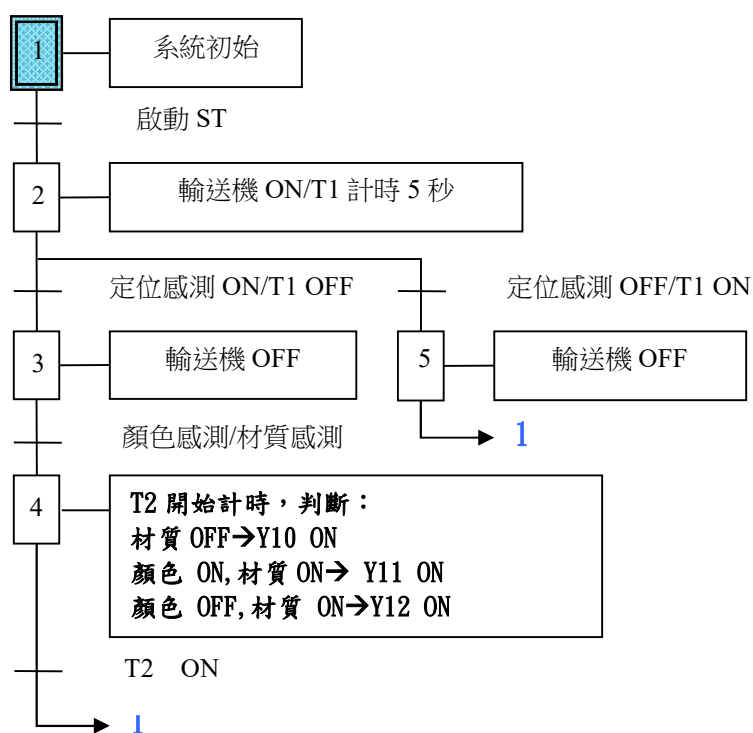 1
系統初始
啟動 ST
2
輸送機 ON/T1 計時 5 秒
定位感測 ON/T1 OFF
定位感測 OFF/T1 ON
3
輸送機 OFF
5
輸送機 OFF
顏色感測/材質感測
1
4
T2 開始計時，判斷：
材質 OFF→Y10 ON
顏色 ON,材質 ON→ Y11 ON
顏色 OFF,材質 ON→Y12 ON
T2 ON
1